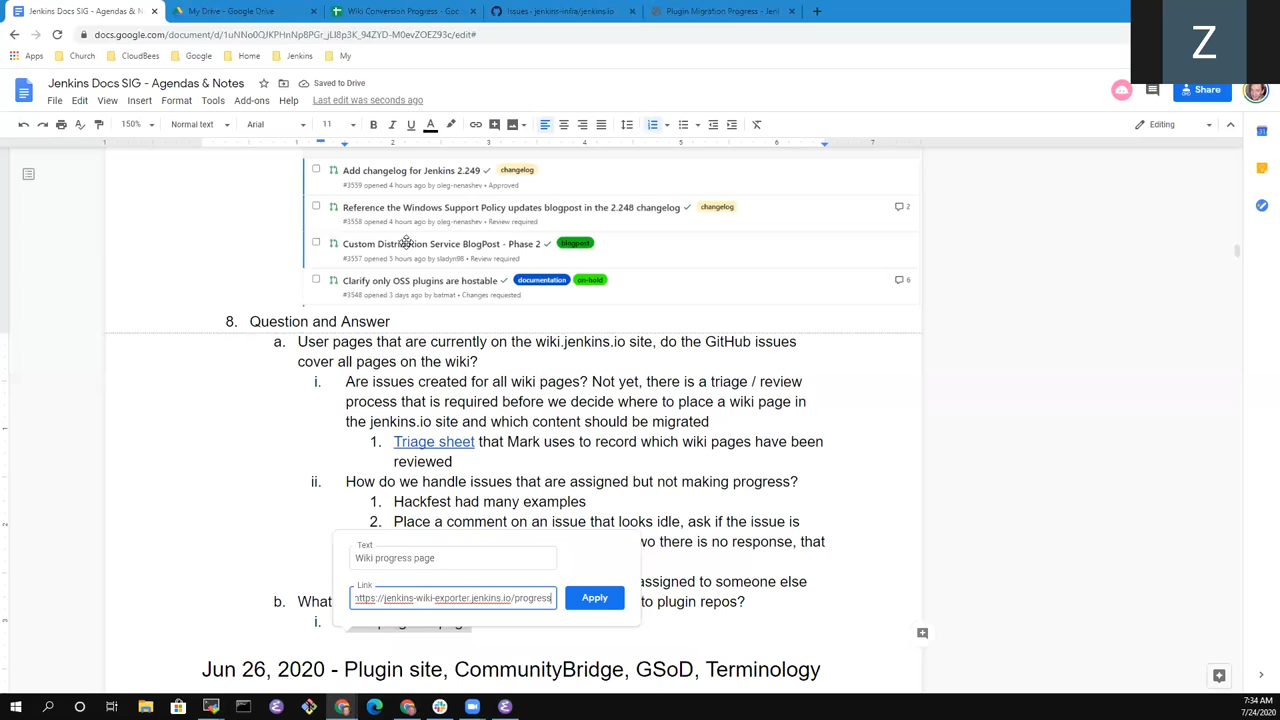 Jenkins Docs SIG - Agendas & N
My Drive - Google Drive
Wiki Conversion Progress - Goo
Issues · jenkins-infra/jenkins.io
Plugin Migration Progress - Jen
docs.google.com/document/d/1uNNo0QJKPHnNp8PGr_jLl8p3K_94ZYD-M0evZOEZ93c/edit#
Apps
Church
CloudBees
Google
Home
Jenkins
My
Z
Jenkins Docs SIG - Agendas & Notes
Saved to Drive
File Edit View Insert Format Tools Add-ons Help Last edit was seconds ago
Share
150% Normal text Arial 11 B I U A Editing
1 1 2 3 4 5 6 7
Add changelog for Jenkins 2.249 changelog
#3559 opened 4 hours ago by oleg-nenashev • Approved
Reference the Windows Support Policy updates blogpost in the 2.248 changelog changelog 2
#3558 opened 4 hours ago by oleg-nenashev • Review required
Custom Distribution Service BlogPost - Phase 2 blogpost
#3557 opened 5 hours ago by sladyn98 • Review required
Clarify only OSS plugins are hostable documentation on-hold 6
#3548 opened 3 days ago by batmat • Changes requested
8. Question and Answer
a. User pages that are currently on the wiki.jenkins.io site, do the GitHub issues
cover all pages on the wiki?
i. Are issues created for all wiki pages? Not yet, there is a triage / review
process that is required before we decide where to place a wiki page in
the jenkins.io site and which content should be migrated
1. Triage sheet that Mark uses to record which wiki pages have been
reviewed
ii. How do we handle issues that are assigned but not making progress?
1. Hackfest had many examples
2. Place a comment on an issue that looks idle, ask if the issue is
wo there is no response, that
assigned to someone else
b. What
to plugin repos?
i.
Text
Wiki progress page
Link
https://jenkins-wiki-exporter.jenkins.io/progress
Apply
Jun 26, 2020 - Plugin site, CommunityBridge, GSoD, Terminology
7:34 AM
7/24/2020